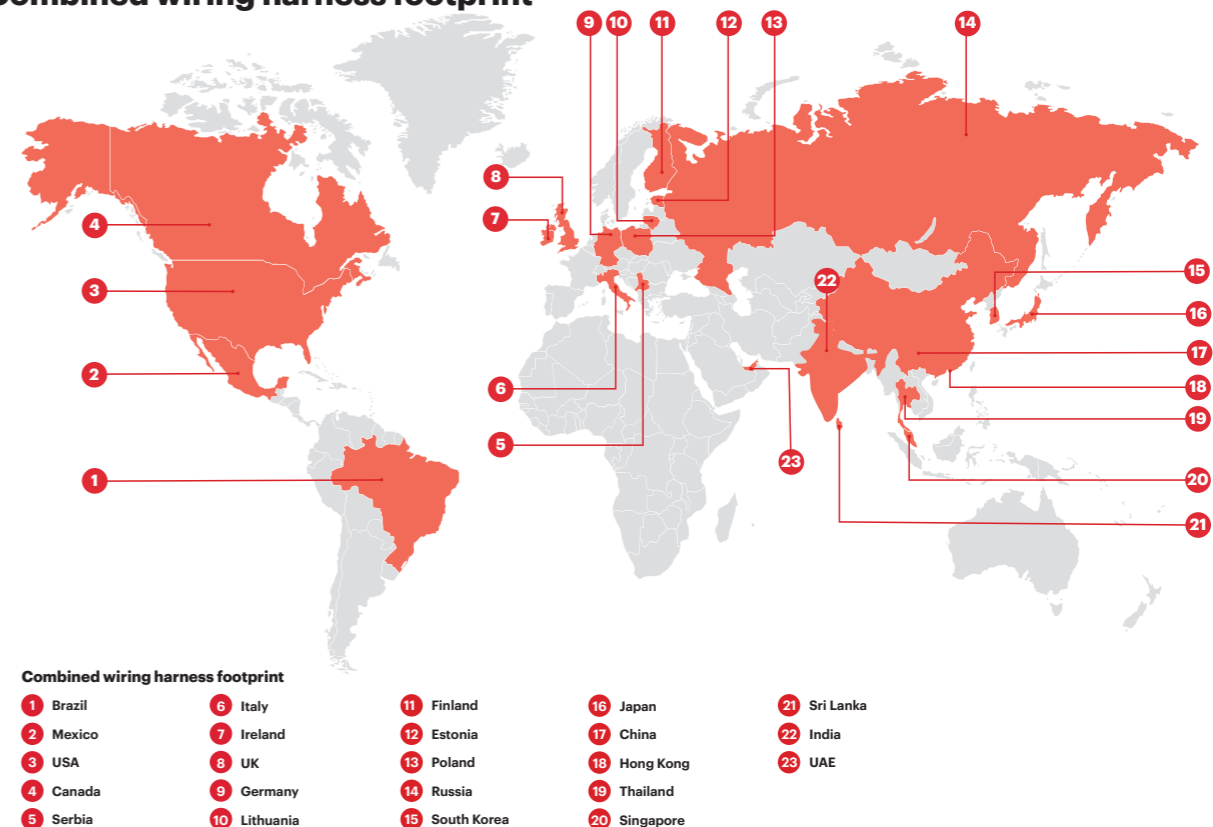 Combined wiring harness footprint
9 10 11 12 13 14
8
7
4
3
2
1
6
5
22
23
15
16
17
18
19
20
21
Combined wiring harness footprint
1 Brazil
2 Mexico
3 USA
4 Canada
5 Serbia
6 Italy
7 Ireland
8 UK
9 Germany
10 Lithuania
11 Finland
12 Estonia
13 Poland
14 Russia
15 South Korea
16 Japan
17 China
18 Hong Kong
19 Thailand
20 Singapore
21 Sri Lanka
22 India
23 UAE